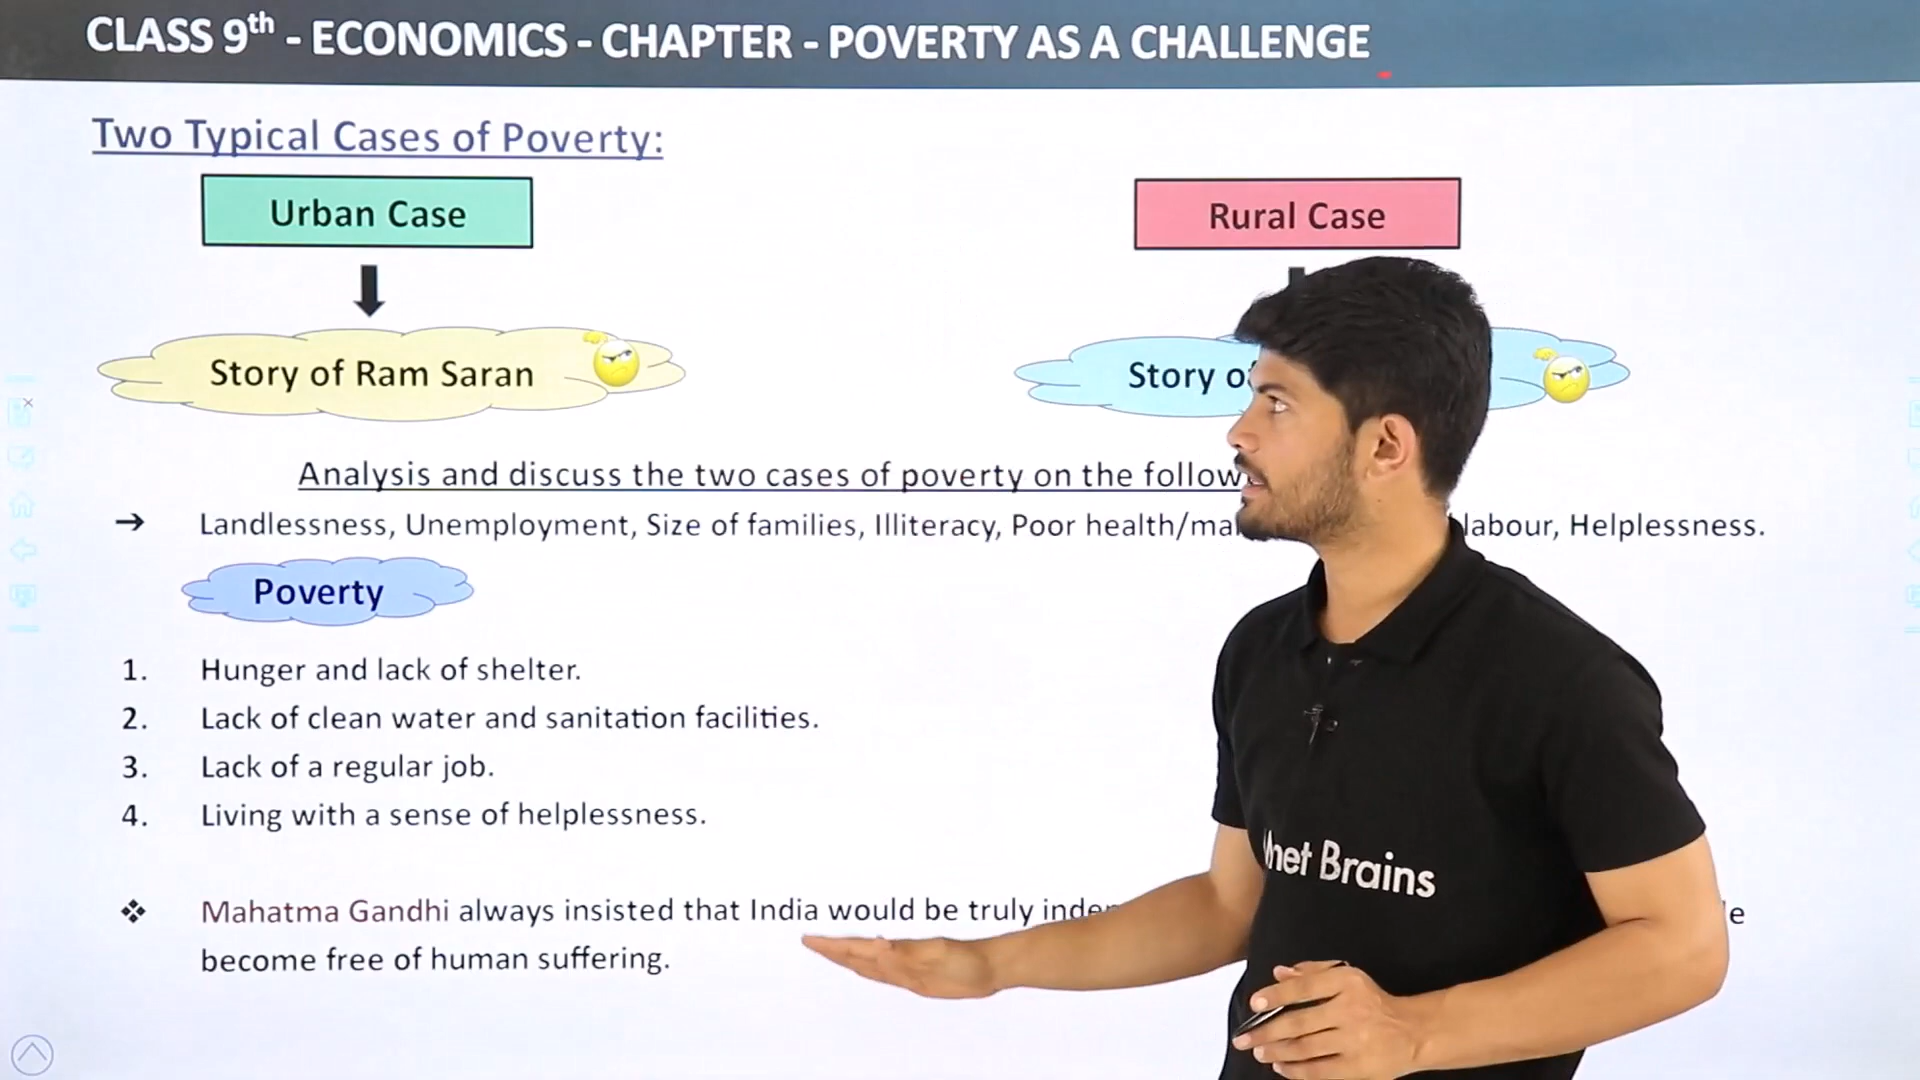 CLASS 9th - ECONOMICS - CHAPTER - POVERTY AS A CHALLENGE
Two Typical Cases of Poverty:
Urban Case
Rural Case
Story of Ram Saran
Story of
Analysis and discuss the two cases of poverty on the follow
→ Landlessness, Unemployment, Size of families, Illiteracy, Poor health/mal labour, Helplessness.
Poverty
1. Hunger and lack of shelter.
2. Lack of clean water and sanitation facilities.
3. Lack of a regular job.
4. Living with a sense of helplessness.
❖ Mahatma Gandhi always insisted that India would be truly
become free of human suffering.
Brains